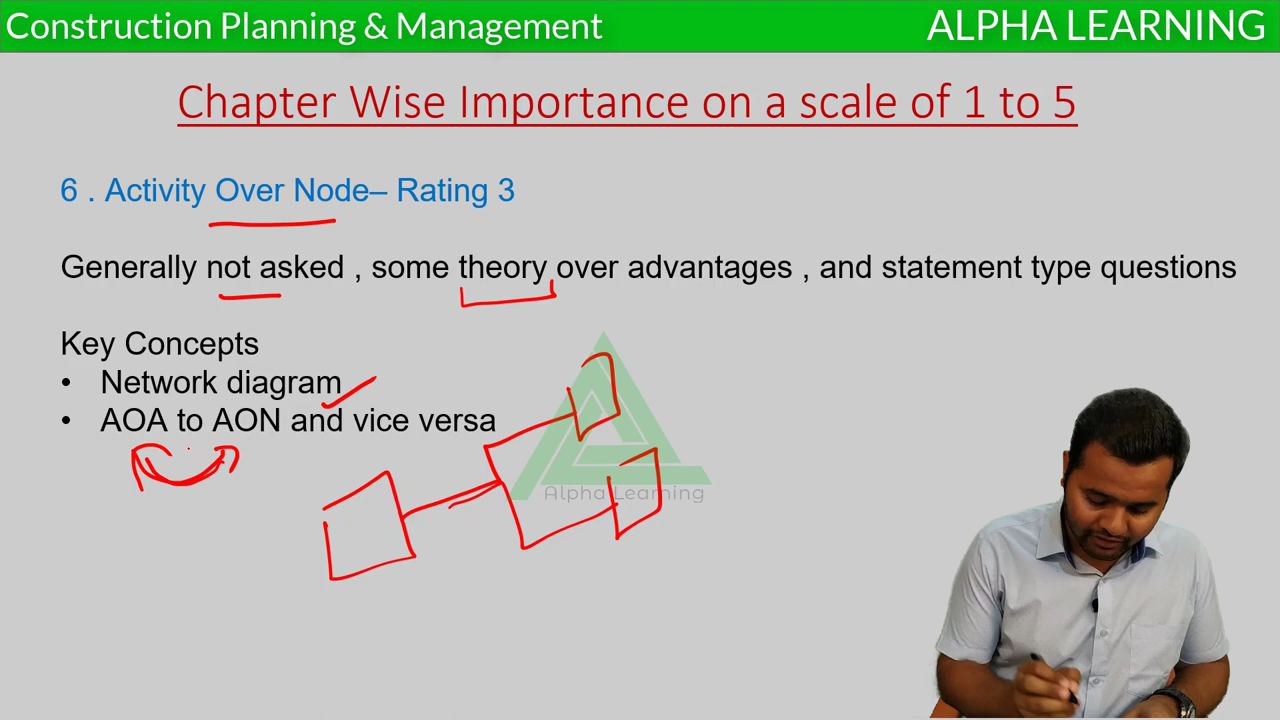 Construction Planning & Management
ALPHA LEARNING
Chapter Wise Importance on a scale of 1 to 5
6 . Activity Over Node– Rating 3
Generally not asked , some theory over advantages , and statement type questions
Key Concepts
• Network diagram
• AOA to AON and vice versa
Alpha Learning